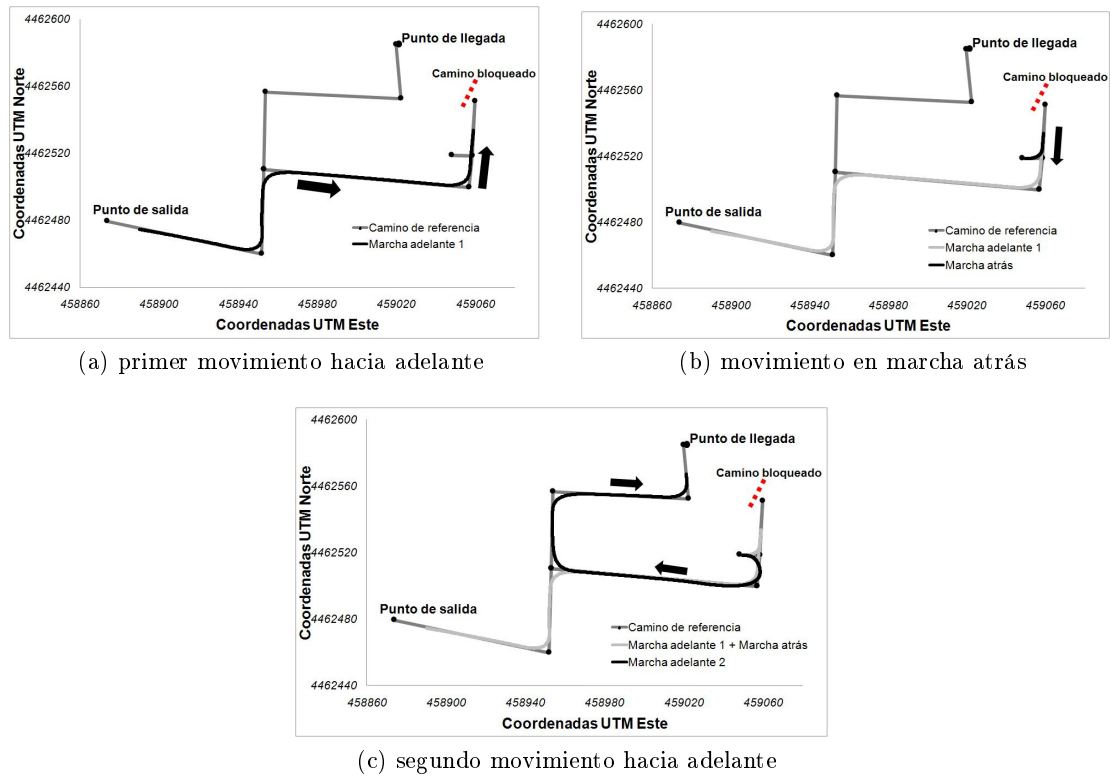 4462600
4462560
4462520
4462480
4462440
Coordenadas UTM Norte
Punto de llegada
Camino bloqueado
Punto de salida
Camino de referencia
Marcha adelante 1
458860 458900 458940 458980 459020 459060
Coordenadas UTM Este
(a) primer movimiento hacia adelante
4462600
4462560
4462520
4462480
4462440
Coordenadas UTM Norte
Punto de llegada
Camino bloqueado
Punto de salida
Camino de referencia
Marcha adelante 1
Marcha atrás
458860 458900 458940 458980 459020 459060
Coordenadas UTM Este
(b) movimiento en marcha atrás
4462600
4462560
4462520
4462480
4462440
Coordenadas UTM Norte
Punto de llegada
Camino bloqueado
Punto de salida
Camino de referencia
Marcha adelante 1 + Marcha atrás
Marcha adelante 2
458860 458900 458940 458980 459020 459060
Coordenadas UTM Este
(c) segundo movimiento hacia adelante